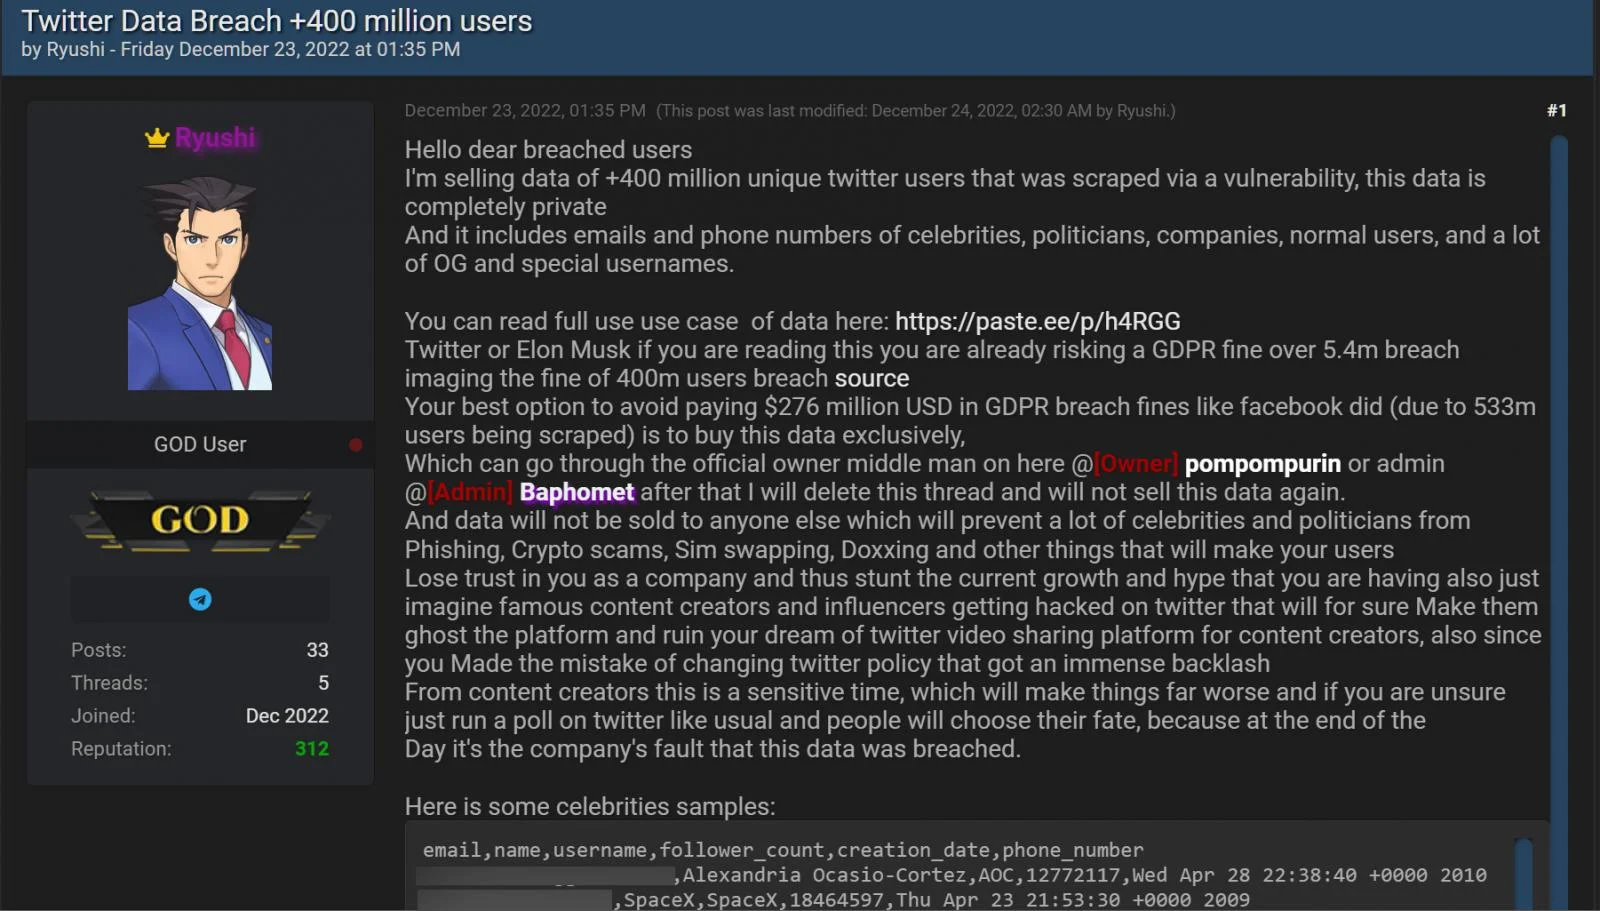 Twitter Data Breach +400 million users
by Ryushi - Friday December 23, 2022 at 01:35 PM
December 23, 2022, 01:35 PM (This post was last modified: December 24, 2022, 02:30 AM by Ryushi.)
#1
Ryushi
GOD User
GOD
Posts: 33
Threads: 5
Joined: Dec 2022
Reputation: 312
Hello dear breached users
I'm selling data of +400 million unique twitter users that was scraped via a vulnerability, this data is
completely private
And it includes emails and phone numbers of celebrities, politicians, companies, normal users, and a lot
of OG and special usernames.
You can read full use use case of data here: https://paste.ee/p/h4RGG
Twitter or Elon Musk if you are reading this you are already risking a GDPR fine over 5.4m breach
imaging the fine of 400m users breach source
Your best option to avoid paying $276 million USD in GDPR breach fines like facebook did (due to 533m
users being scraped) is to buy this data exclusively,
Which can go through the official owner middle man on here @[Owner] pompompurin or admin
@[Admin] Baphomet after that I will delete this thread and will not sell this data again.
And data will not be sold to anyone else which will prevent a lot of celebrities and politicians from
Phishing, Crypto scams, Sim swapping, Doxxing and other things that will make your users
Lose trust in you as a company and thus stunt the current growth and hype that you are having also just
imagine famous content creators and influencers getting hacked on twitter that will for sure Make them
ghost the platform and ruin your dream of twitter video sharing platform for content creators, also since
you Made the mistake of changing twitter policy that got an immense backlash
From content creators this is a sensitive time, which will make things far worse and if you are unsure
just run a poll on twitter like usual and people will choose their fate, because at the end of the
Day it's the company's fault that this data was breached.
Here is some celebrities samples:
email,name,username,follower_count,creation_date,phone_number
,Alexandria Ocasio-Cortez,AOC,12772117,Wed Apr 28 22:38:40 +0000 2010
,SpaceX,SpaceX,18464597,Thu Apr 23 21:53:30 +0000 2009